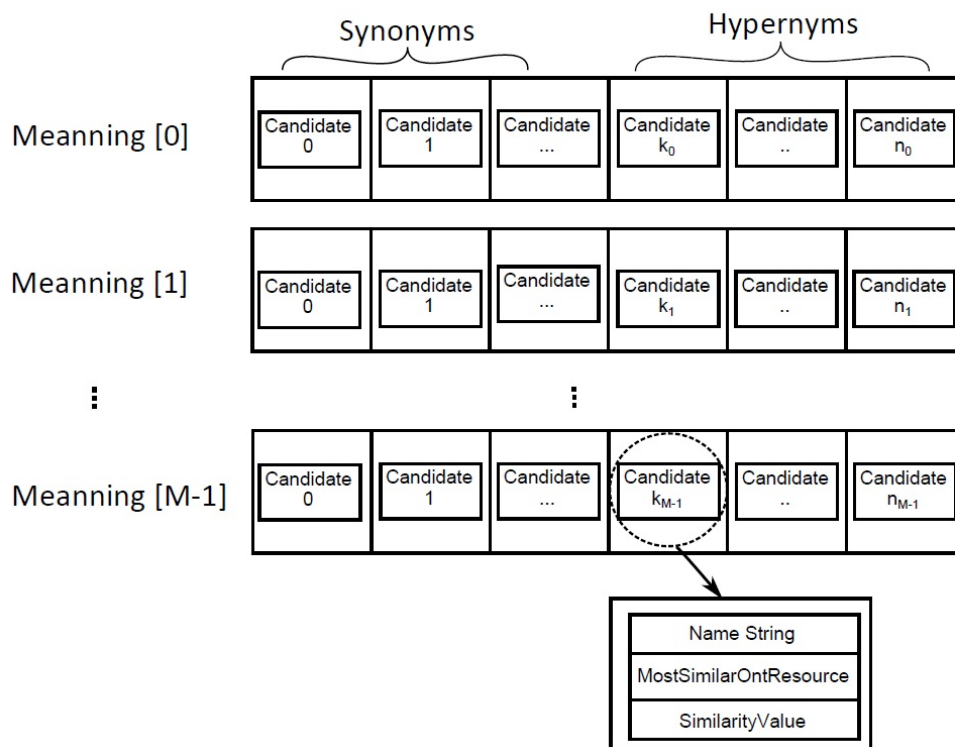 Synonyms Hypernyms
Meanning [0]
Candidate 0
Candidate 1
Candidate ...
Candidate k₀
Candidate ..
Candidate n₀
Meanning [1]
Candidate 0
Candidate 1
Candidate ...
Candidate k₁
Candidate ..
Candidate n₁
⋮ ⋮
Meanning [M-1]
Candidate 0
Candidate 1
Candidate ...
Candidate kM-1
Candidate ..
Candidate nM-1
Name String
MostSimilarOntResource
SimilarityValue